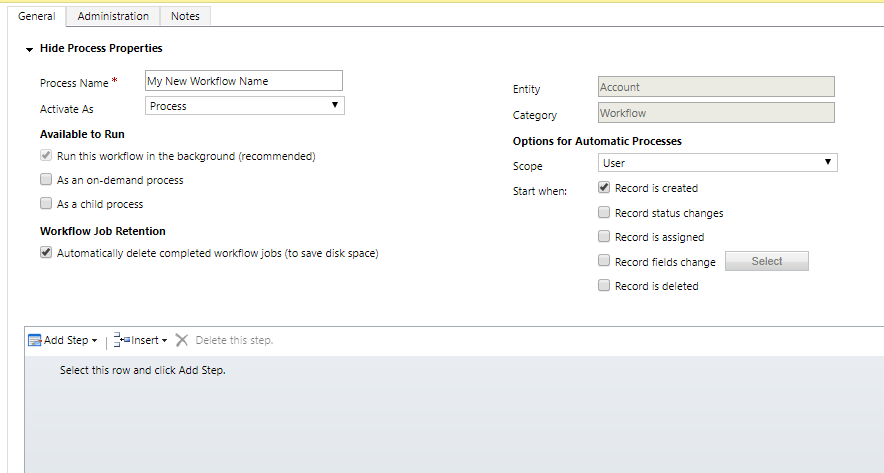 General
Administration
Notes
Hide Process Properties
Process Name *
My New Workflow Name
Activate As
Process
Available to Run
Run this workflow in the background (recommended)
As an on-demand process
As a child process
Workflow Job Retention
Automatically delete completed workflow jobs (to save disk space)
Entity
Account
Category
Workflow
Options for Automatic Processes
Scope
User
Start when:
Record is created
Record status changes
Record is assigned
Record fields change
Select
Record is deleted
Add Step
Insert
Delete this step.
Select this row and click Add Step.